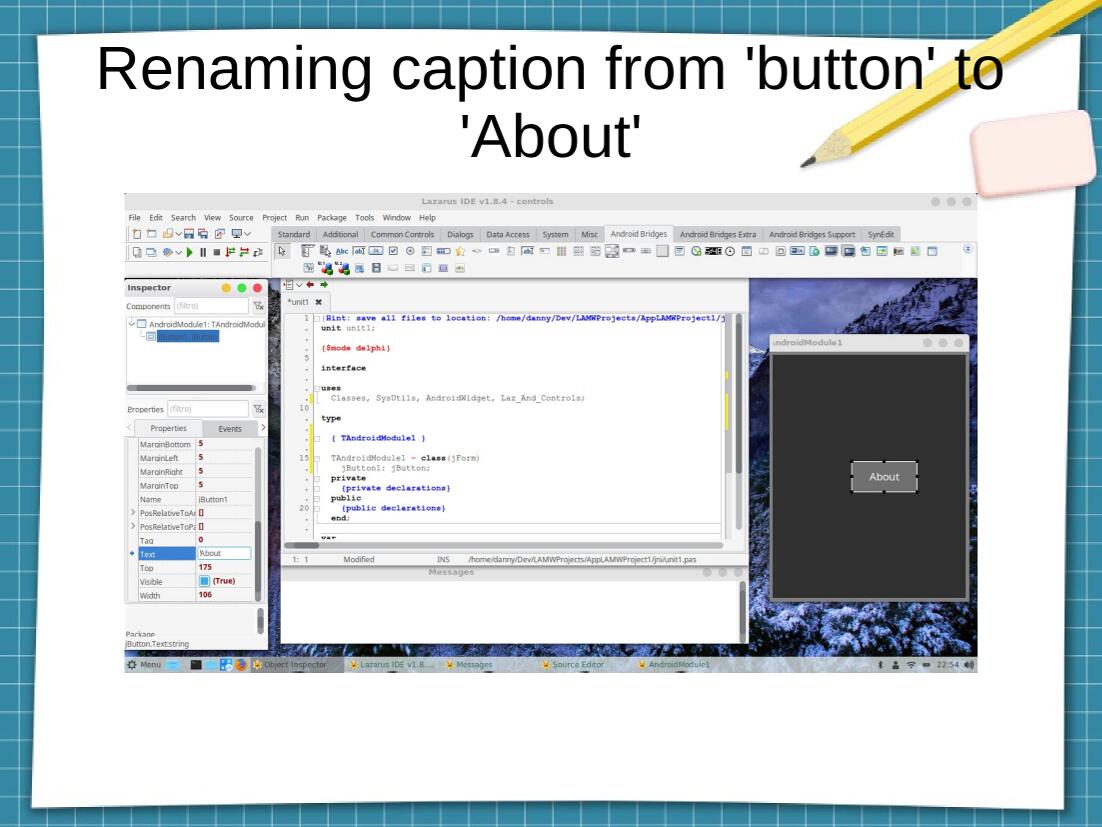 Renaming caption from 'button' to
'About'
Lazarus IDE v1.8.4 - controls
File Edit Search View Source Project Run Package Tools Window Help
Standard Additional Common Controls Dialogs Data Access System Misc Android Bridges Android Bridges Extra Android Bridges Support SynEdit
Inspector
Components (filtro)
AndroidModule1: TAndroidModul
jButton1: jButton
Properties (filtro)
Properties Events
MarginBottom 5
MarginLeft 5
MarginRight 5
MarginTop 5
Name jButton1
PosRelativeToAn []
PosRelativeToPa []
Tag 0
Text About
Top 175
Visible (True)
Width 106
Package
jButton.Text:string
*unit1
1 {Hint: save all files to location: /home/danny/Dev/LAMWProjects/AppLAMWProject1/j
unit unit1;
{$mode delphi}
5
interface
uses
Classes, SysUtils, AndroidWidget, Laz_And_Controls;
10
type
{ TAndroidModule1 }
15 TAndroidModule1 = class(jForm)
jButton1: jButton;
private
{private declarations}
public
20 {public declarations}
end;
var
1: 1 Modified INS /home/danny/Dev/LAMWProjects/AppLAMWProject1/jni/unit1.pas
Messages
ndroidModule1
About
Menu Object Inspector Lazarus IDE v1.8.... Messages Source Editor AndroidModule1 22:54